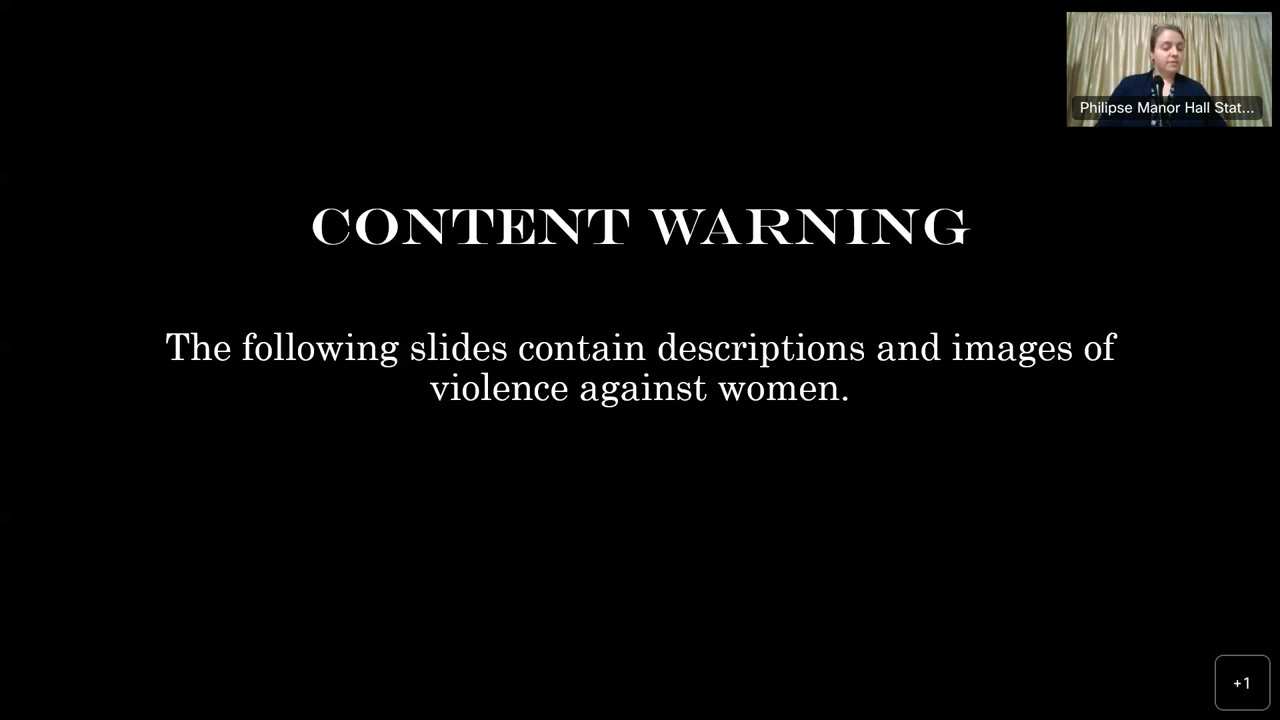 Philipse Manor Hall Stat...
CONTENT WARNING
The following slides contain descriptions and images of
violence against women.
+1